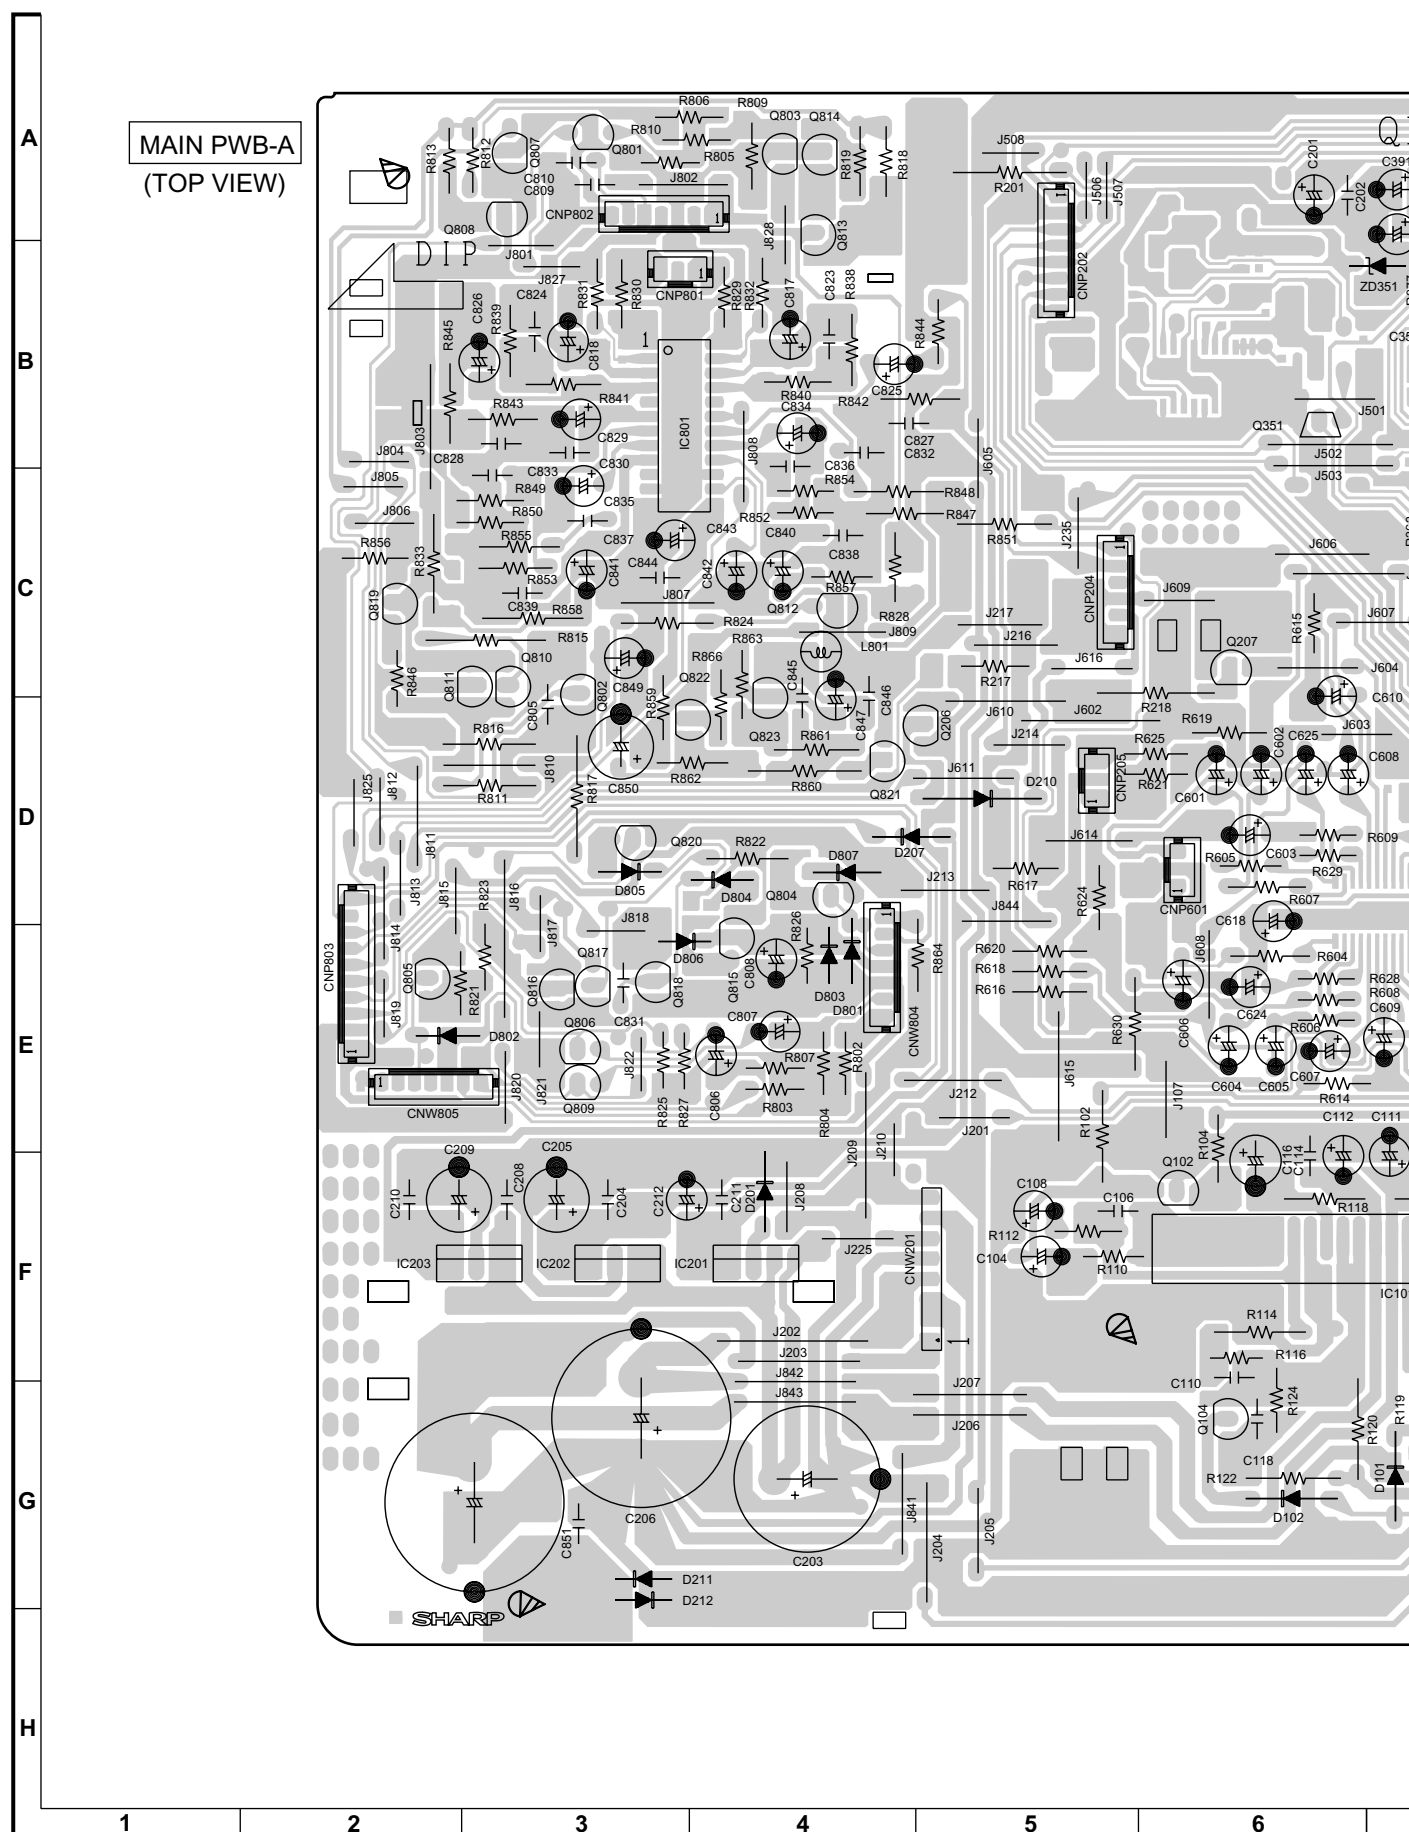 A
MAIN PWB-A
(TOP VIEW)
R806 R809 Q803 Q814
R810
R813 R812 Q807 Q801 R805 R819 R818
J508 C201 C391
C810
C809
J802 R201 J506 J507 C202
CNP802 1
Q808 J828 Q813
DIP J801
J827 CNP202 ZD351
C826 R839 C824 R831 R830 CNP801 1 R829 R832 C817 C823 R838
B
R845 C818 1 R844
R843 R841 R840 R842 C825
C834
J803 C829 IC801 C827
C832
Q351 J501
J804 C828 C833 C830 J808 C836 J605 J502
J805 R849 C835 R854 R848 J503
J806 R850 R852 R847 J235
R856 R833 R855 C837 C843 C840 R851 1 J606
C
R853 C841 C844 C842 C838
Q819 C839 R858 J807 Q812 R857 CNP204 J609
R815 R824 R828 J217 R615 J607
R863 J809 J216 Q207
R846 Q811 Q810 R866 L801 J616 J604
C805 Q802 C849 R859 Q822 C845 C846 R217 C610
R816 Q823 C847 Q206 J610 J602 R218 J603
R861 J214 R619 C602 C625
R625 C608
J810 R862 R860 J611
J825 J812 R811 R817 C850 Q821 D210 CNP205 R621
D
1 C601
J811 Q820 R822 D207 J614 R605 C603 R609
J813 J815 R823 J816 D805 D804 D807 J213 R617 R624 1 R629
Q804 CNP601 R607
J814 J817 J818 R826 J844 C618
CNP803 Q805 Q817 D806 R864 R620 J608 R604
R821 Q816 Q818 Q815 C808 D803 R618 R628
D801 R616 R608
J819 D802 Q806 C831 C807 1 CNW804 R630 C606 C624 R606 C609
E
1 J820 J821 J822 R807 R802 J615 C604 C605 C607
1
CNW805 Q809 R825 R827 C806 R803 R804 J212 J107 R614
J201 R102 C112 C111
C209 C205 J209 J210 R104 Q102 C116 C114
C210 C208 C204 C212 C211 D201 J208 C108 C106 R118
R112
IC203 IC202 IC201 J225 CNW201 C104 R110
F
IC101
R114
J202 1
J203 R116
J842 C110
J843 J207 R124
J206 Q104 R120 R119
C118 D101
G
R122
C206 J841 D102
C851 C203 J204 J205
D211
D212
SHARP
H
1 2 3 4 5 6